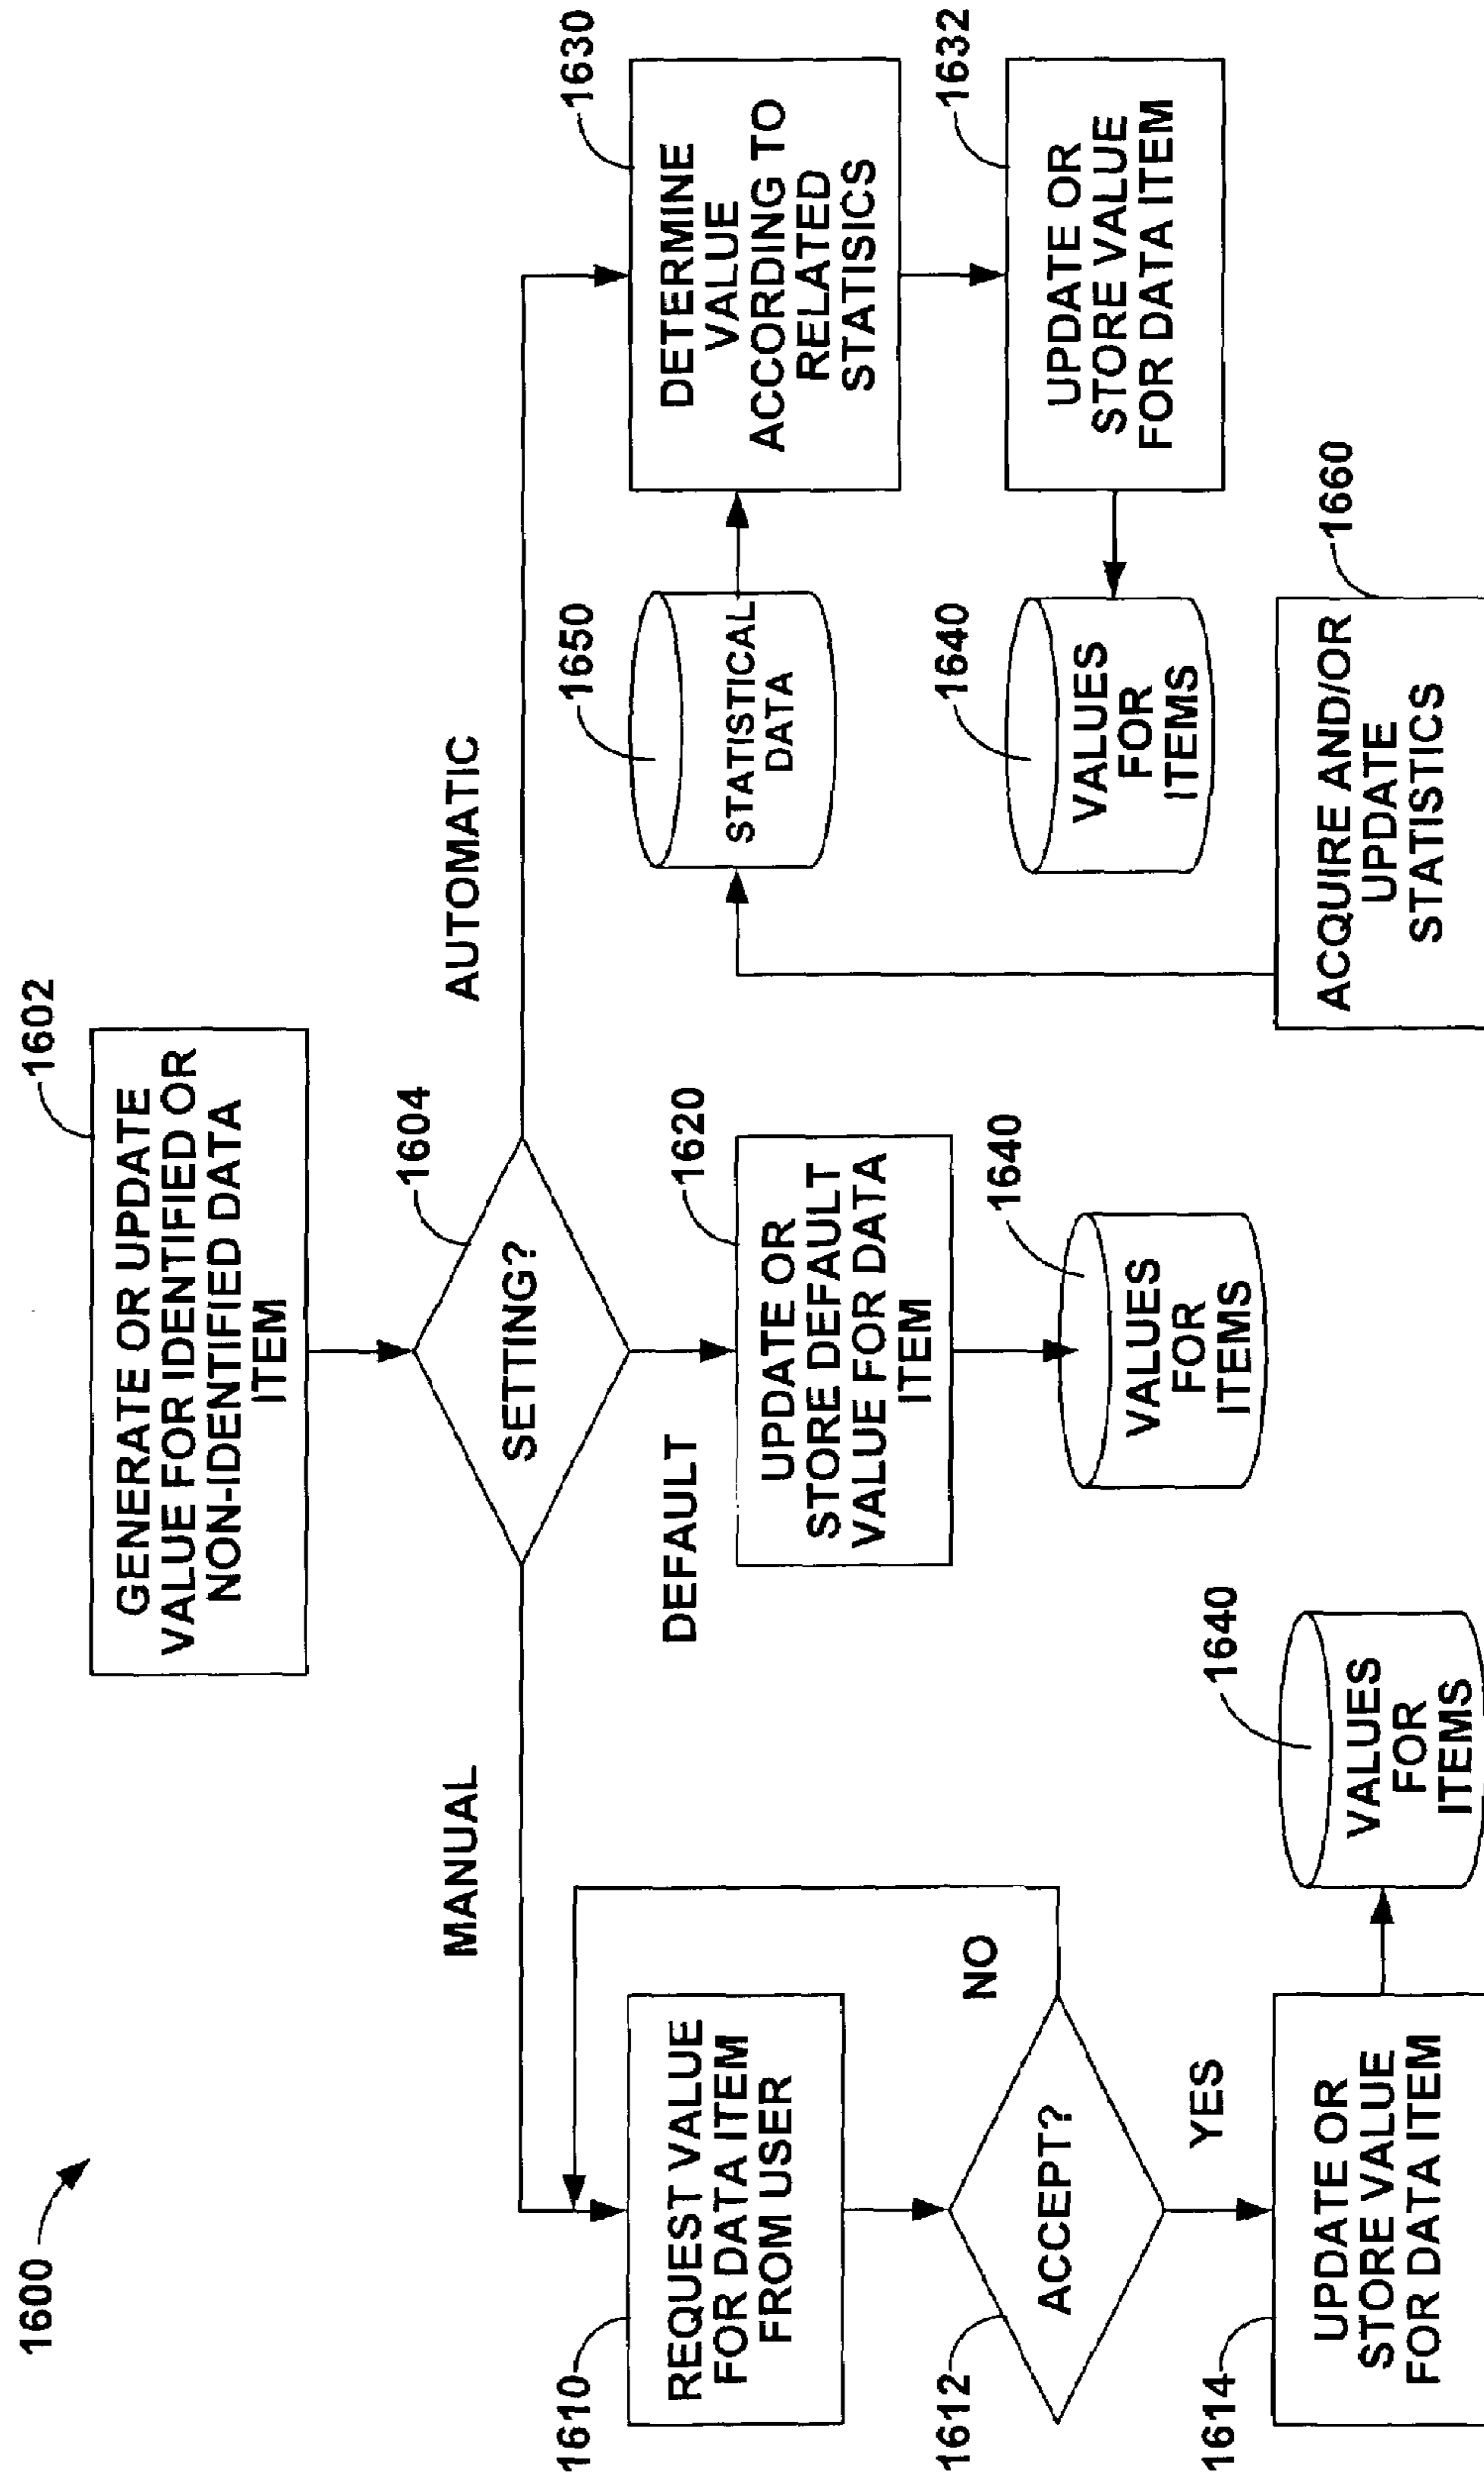 1600
1602
GENERATE OR UPDATE
VALUE FOR IDENTIFIED OR
NON-IDENTIFIED DATA
ITEM
1604
SETTING?
MANUAL
DEFAULT
AUTOMATIC
1610
REQUEST VALUE
FOR DATA ITEM
FROM USER
1612
ACCEPT?
NO
YES
1614
UPDATE OR
STORE VALUE
FOR DATA ITEM
1640
VALUES
FOR
ITEMS
1620
UPDATE OR
STORE DEFAULT
VALUE FOR DATA
ITEM
1640
VALUES
FOR
ITEMS
1650
STATISTICAL
DATA
1630
DETERMINE
VALUE
ACCORDING TO
RELATED
STATISICS
1640
VALUES
FOR
ITEMS
1632
UPDATE OR
STORE VALUE
FOR DATA ITEM
1660
ACQUIRE AND/OR
UPDATE
STATISTICS